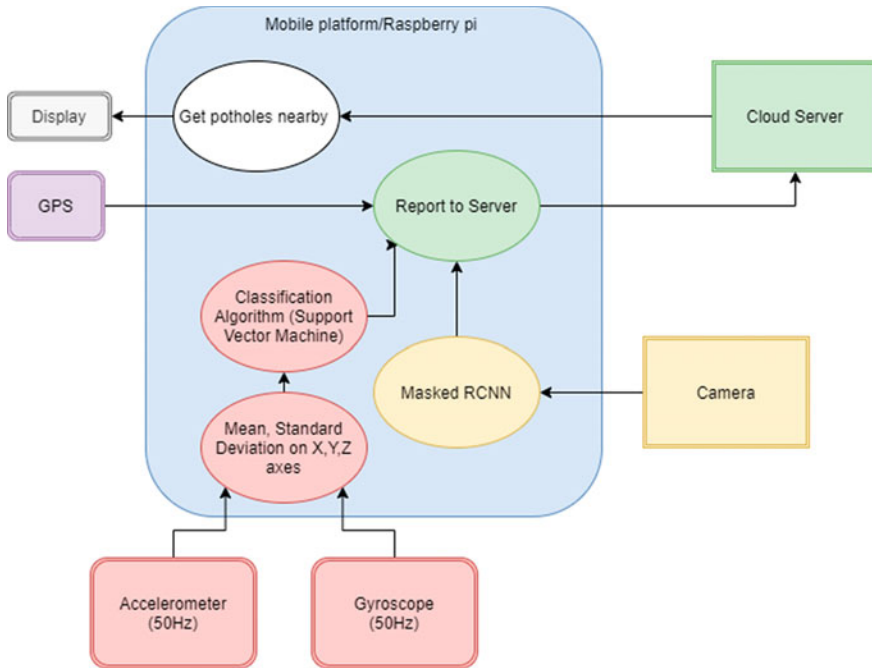 Mobile platform/Raspberry pi
Display
Get potholes nearby
Cloud Server
GPS
Report to Server
Classification
Algorithm (Support
Vector Machine)
Masked RCNN
Camera
Mean, Standard
Deviation on X,Y,Z
axes
Accelerometer
(50Hz)
Gyroscope
(50Hz)